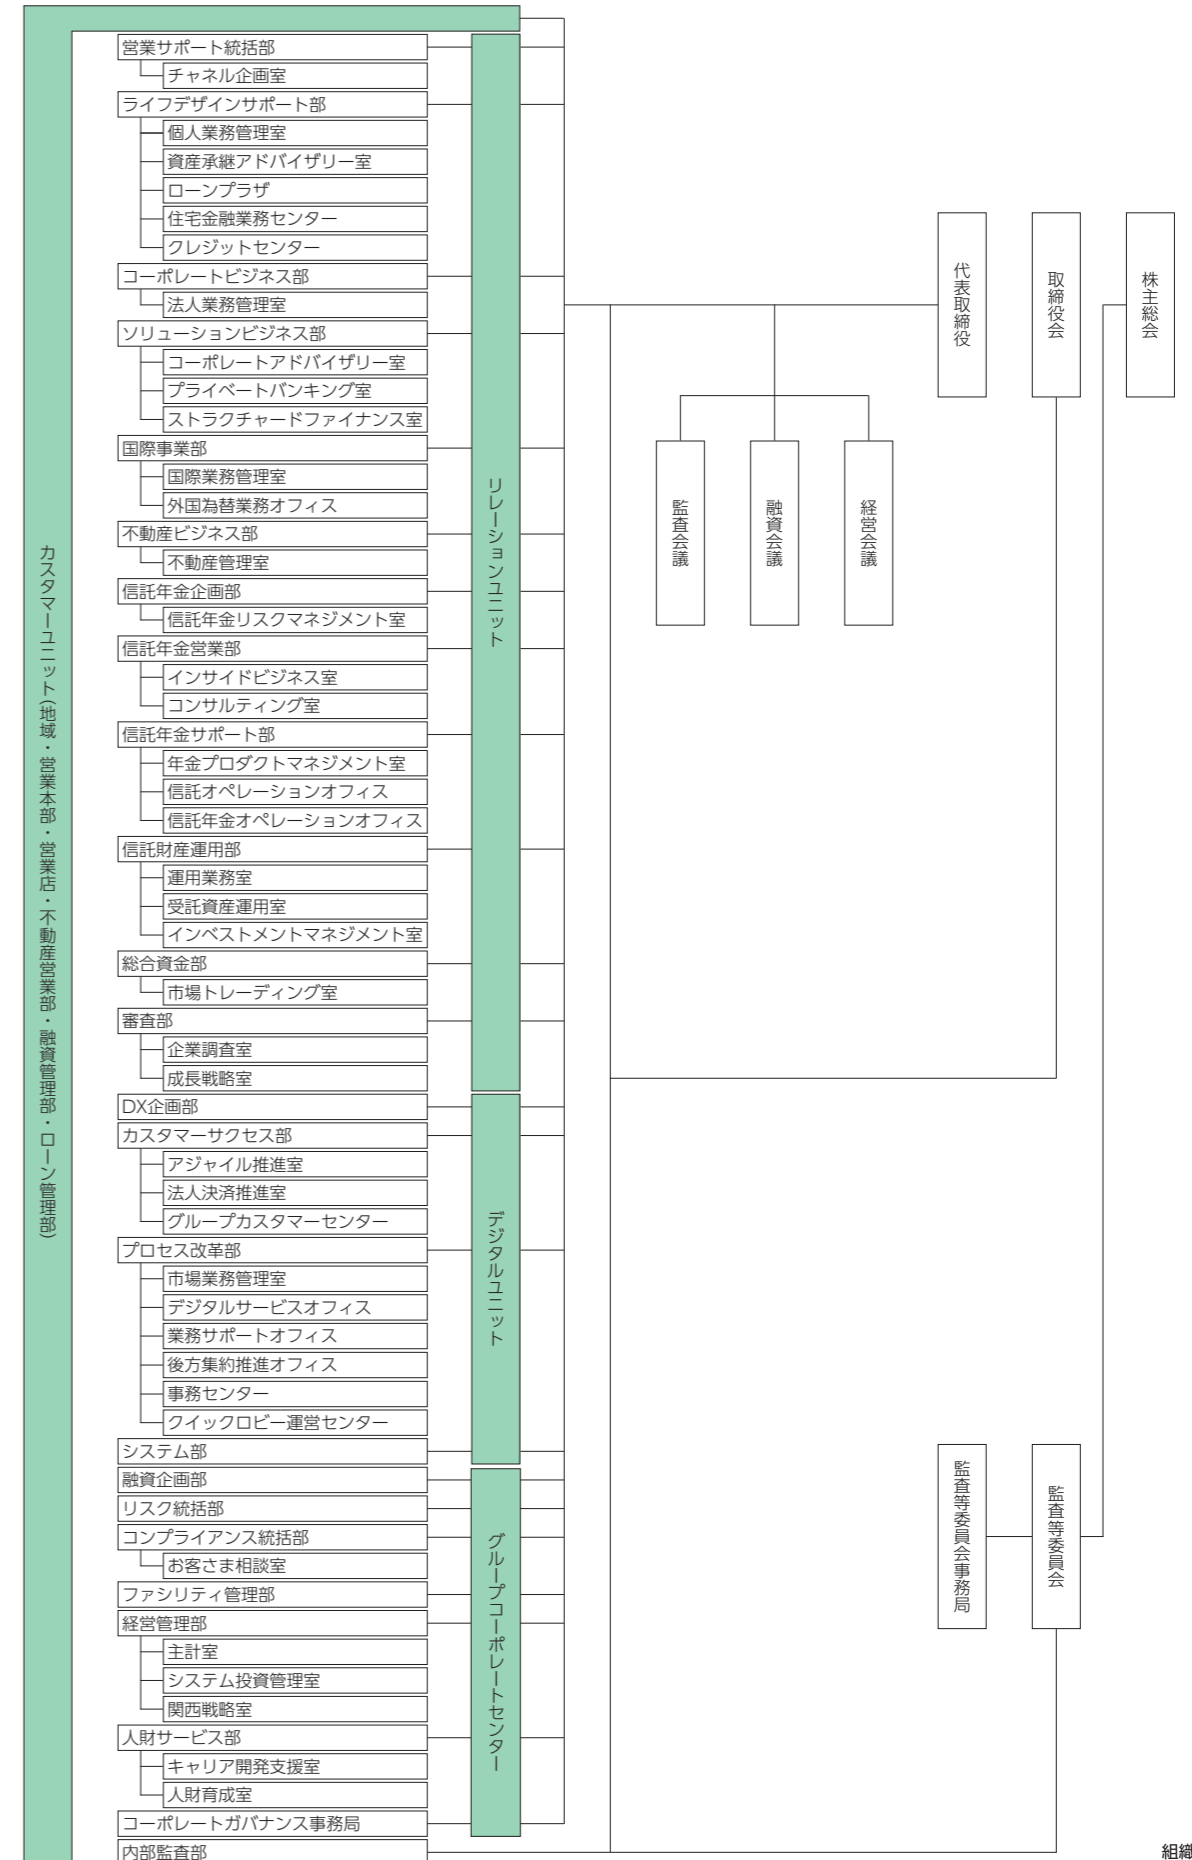 営業サポート統括部
チャネル企画室
ライフデザインサポート部
個人業務管理室
資産承継アドバイザリー室
ローンプラザ
住宅金融業務センター
クレジットセンター
コーポレートビジネス部
法人業務管理室
ソリューションビジネス部
コーポレートアドバイザリー室
プライベートバンキング室
ストラクチャードファイナンス室
国際事業部
国際業務管理室
外国為替業務オフィス
不動産ビジネス部
不動産管理室
信託年金企画部
信託年金リスクマネジメント室
信託年金営業部
インサイドビジネス室
コンサルティング室
信託年金サポート部
年金プロダクトマネジメント室
信託オペレーションオフィス
信託年金オペレーションオフィス
信託財産運用部
運用業務室
受託資産運用室
インベストメントマネジメント室
総合資金部
市場トレーディング室
審査部
企業調査室
成長戦略室
DX企画部
カスタマーサクセス部
アジャイル推進室
法人決済推進室
グループカスタマーセンター
プロセス改革部
市場業務管理室
デジタルサービスオフィス
業務サポートオフィス
後方集約推進オフィス
事務センター
クイックロビー運営センター
システム部
融資企画部
リスク統括部
コンプライアンス統括部
お客さま相談室
ファシリティ管理部
経営管理部
主計室
システム投資管理室
関西戦略室
人財サービス部
キャリア開発支援室
人財育成室
コーポレートガバナンス事務局
内部監査部
カスタマーユニット(地域・営業本部・営業店・不動産営業部・融資管理部・ローン管理部)
リレーションユニット
デジタルユニット
グループコーポレートセンター
監査会議
融資会議
経営会議
代表取締役
取締役会
株主総会
監査等委員会事務局
監査等委員会
組織